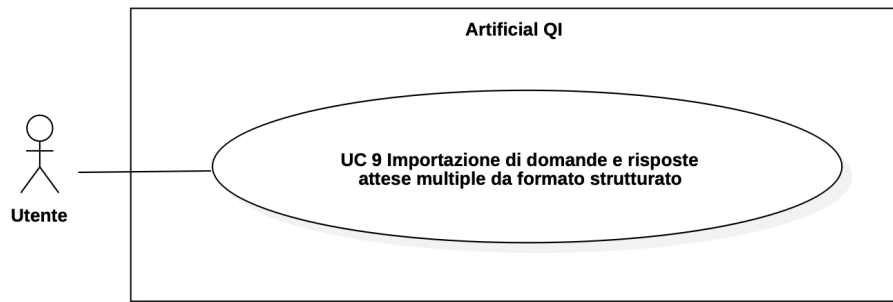 Artificial QI
UC 9 Importazione di domande e risposte
attese multiple da formato strutturato
Utente